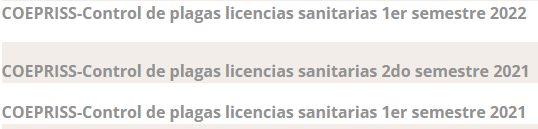 COEPRISS-Control de plagas licencias sanitarias 1er semestre 2022
COEPRISS-Control de plagas licencias sanitarias 2do semestre 2021
COEPRISS-Control de plagas licencias sanitarias 1er semestre 2021